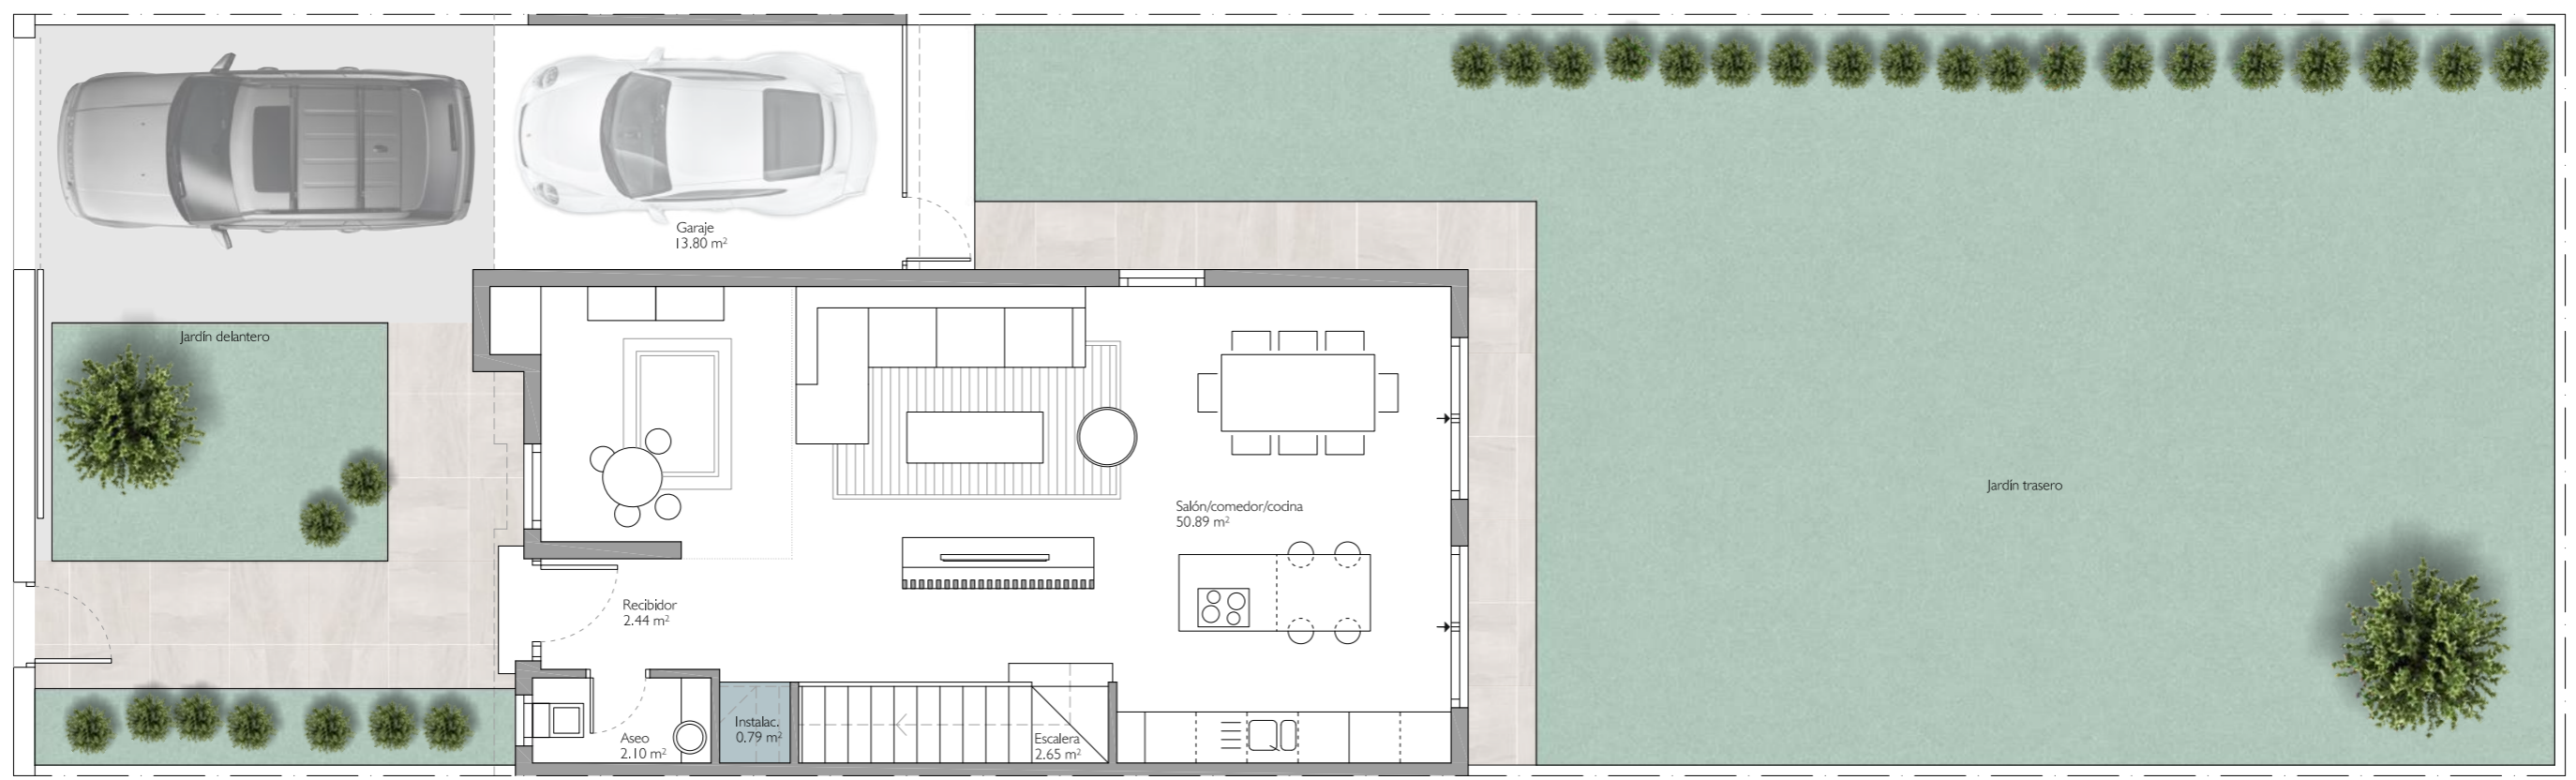 Garaje
13.80 m²
Jardín delantero
Jardín trasero
Salón/comedor/cocina
50.89 m²
Recibidor
2.44 m²
Instalac.
0.79 m²
Aseo
2.10 m²
Escalera
2.65 m²